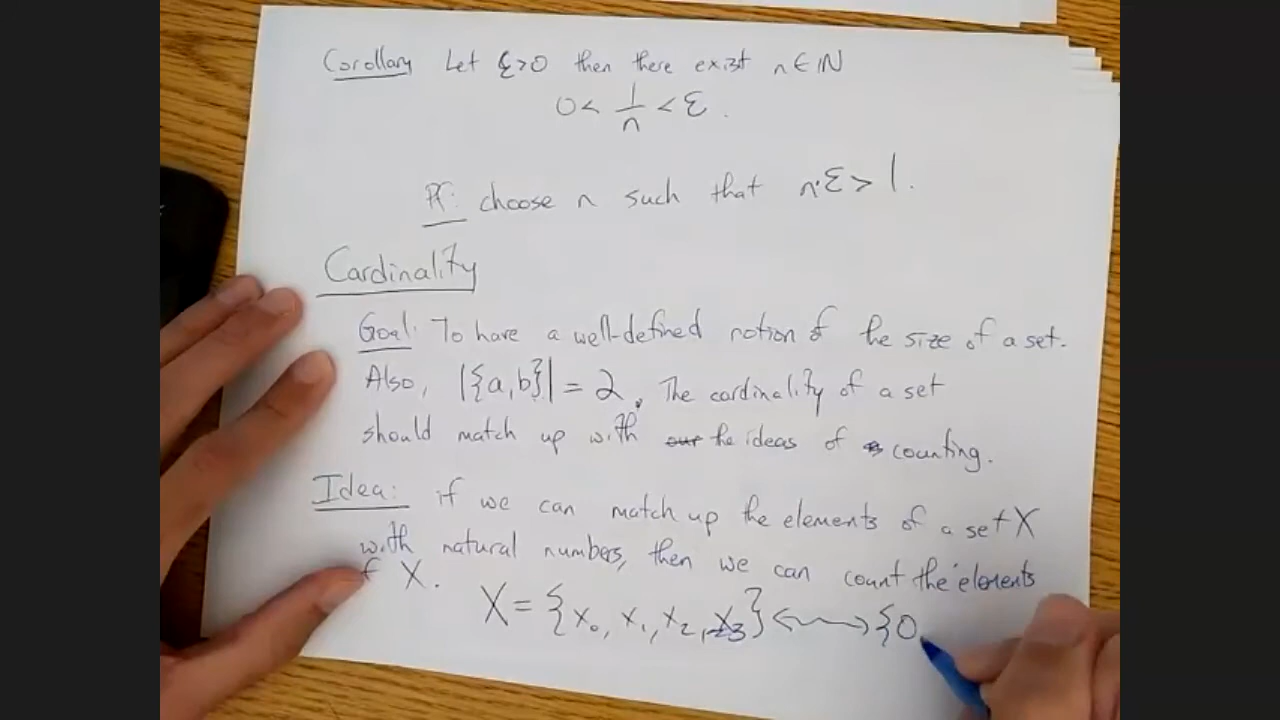 Corollary Let ε>0 then there exist n∈ℕ
0 < 1/n < ε.
Pf: choose n such that n·ε > 1.
Cardinality
Goal: To have a well-defined notion of the size of a set.
Also, |{a,b}| = 2. The cardinality of a set
should match up with ~~our~~ the ideas of counting.
Idea: if we can match up the elements of a set X
with natural numbers, then we can count the elements
f X.
X = {x₀, x₁, x₂, ~~x₃~~} ⟷ {0,